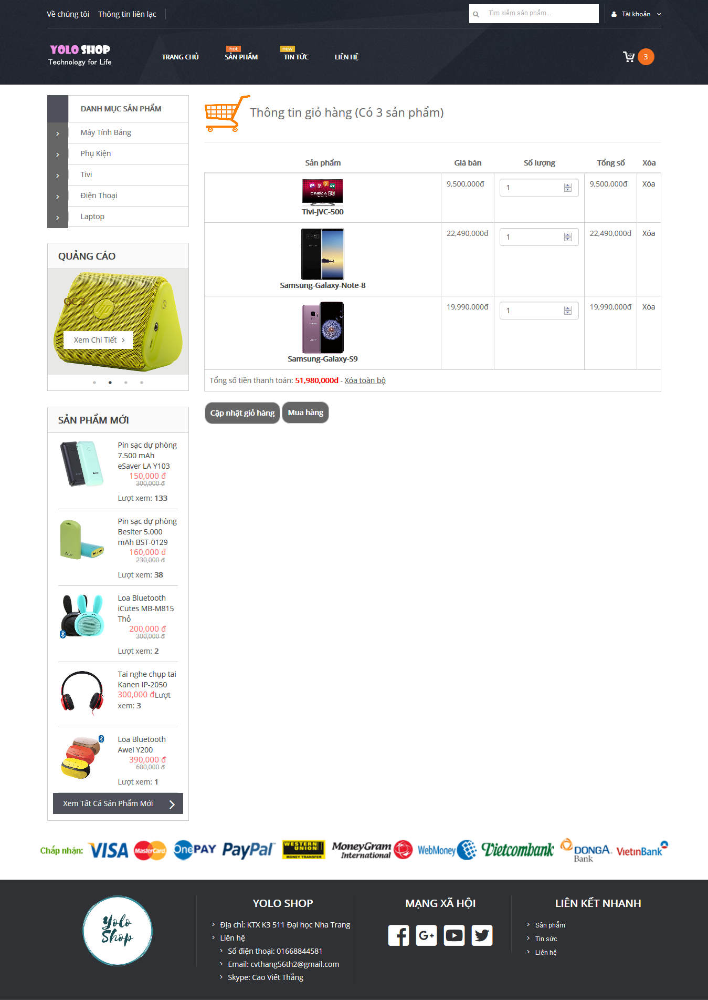 Về chúng tôi Thông tin liên lạc
Tìm kiếm sản phẩm...
Tài khoản
YOLO SHOP
Technology for Life
TRANG CHỦ
hot
SẢN PHẨM
new
TIN TỨC
LIÊN HỆ
3
DANH MỤC SẢN PHẨM
Máy Tính Bảng
Phụ Kiện
Tivi
Điện Thoại
Laptop
QUẢNG CÁO
QC 3
hp
Xem Chi Tiết
SẢN PHẨM MỚI
Pin sạc dự phòng
7.500 mAh
eSaver LA Y103
150,000 đ
300,000 đ
Lượt xem: 133
Pin sạc dự phòng
Besiter 5.000
mAh BST-0129
160,000 đ
230,000 đ
Lượt xem: 38
Loa Bluetooth
iCutes MB-M815
Thỏ
200,000 đ
300,000 đ
Lượt xem: 2
Tai nghe chụp tai
Kanen IP-2050
300,000 đLượt
xem: 3
Loa Bluetooth
Awei Y200
390,000 đ
600,000 đ
Lượt xem: 1
Xem Tất Cả Sản Phẩm Mới
Thông tin giỏ hàng (Có 3 sản phẩm)
Sản phẩm Giá bán Số lượng Tổng số Xóa
Tivi-JVC-500 9,500,000đ 1 9,500,000đ Xóa
Samsung-Galaxy-Note-8 22,490,000đ 1 22,490,000đ Xóa
Samsung-Galaxy-S9 19,990,000đ 1 19,990,000đ Xóa
Tổng số tiền thanh toán: 51,980,000đ - Xóa toàn bộ
Cập nhật giỏ hàng Mua hàng
Chấp nhận: VISA MasterCard OnePAY PayPal WESTERN UNION MONEY TRANSFER MoneyGram International WebMoney Vietcombank DONGA Bank VietinBank
Yolo
Shop
YOLO SHOP
Địa chỉ: KTX K3 511 Đại học Nha Trang
Liên hệ
Số điện thoại: 01668844581
Email: cvthang56th2@gmail.com
Skype: Cao Viết Thắng
MẠNG XÃ HỘI
LIÊN KẾT NHANH
Sản phẩm
Tin sức
Liên hệ